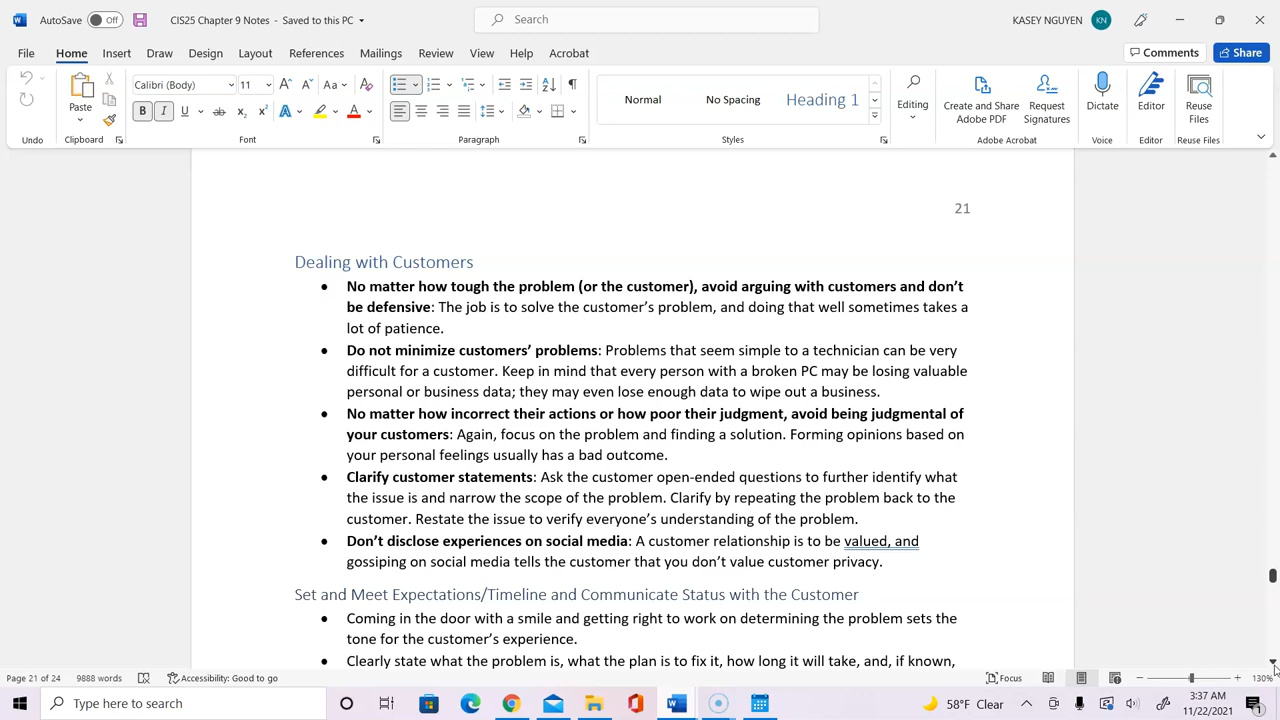 AutoSave Off CIS25 Chapter 9 Notes - Saved to this PC Search KASEY NGUYEN KN
File Home Insert Draw Design Layout References Mailings Review View Help Acrobat Comments Share
Calibri (Body) 11 Aa Normal No Spacing Heading 1
Paste Editing Create and Share Adobe PDF Request Signatures Dictate Editor Reuse Files
Undo Clipboard Font Paragraph Styles Adobe Acrobat Voice Editor Reuse Files
21
Dealing with Customers
• No matter how tough the problem (or the customer), avoid arguing with customers and don’t
be defensive: The job is to solve the customer’s problem, and doing that well sometimes takes a
lot of patience.
• Do not minimize customers’ problems: Problems that seem simple to a technician can be very
difficult for a customer. Keep in mind that every person with a broken PC may be losing valuable
personal or business data; they may even lose enough data to wipe out a business.
• No matter how incorrect their actions or how poor their judgment, avoid being judgmental of
your customers: Again, focus on the problem and finding a solution. Forming opinions based on
your personal feelings usually has a bad outcome.
• Clarify customer statements: Ask the customer open-ended questions to further identify what
the issue is and narrow the scope of the problem. Clarify by repeating the problem back to the
customer. Restate the issue to verify everyone’s understanding of the problem.
• Don’t disclose experiences on social media: A customer relationship is to be valued, and
gossiping on social media tells the customer that you don’t value customer privacy.
Set and Meet Expectations/Timeline and Communicate Status with the Customer
• Coming in the door with a smile and getting right to work on determining the problem sets the
tone for the customer’s experience.
• Clearly state what the problem is, what the plan is to fix it, how long it will take, and, if known,
Page 21 of 24 9888 words Accessibility: Good to go Focus 130%
Type here to search 58°F Clear 3:37 AM
11/22/2021 1